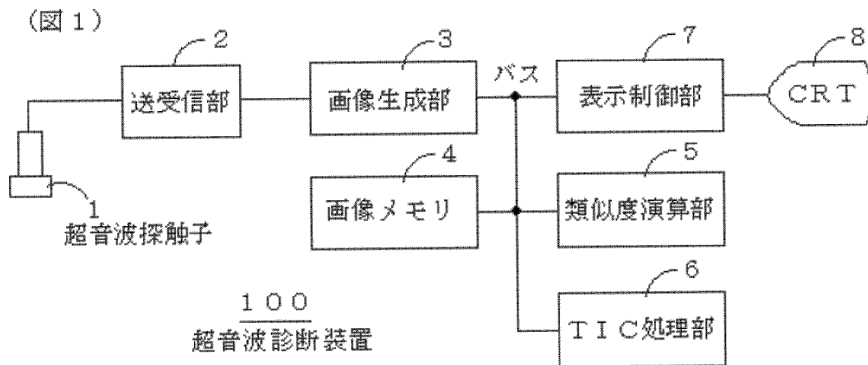 （図１）
2
3
バス
7
8
送受信部
画像生成部
表示制御部
ＣＲＴ
1
超音波探触子
4
画像メモリ
5
類似度演算部
6
ＴＩＣ処理部
１００
超音波診断装置